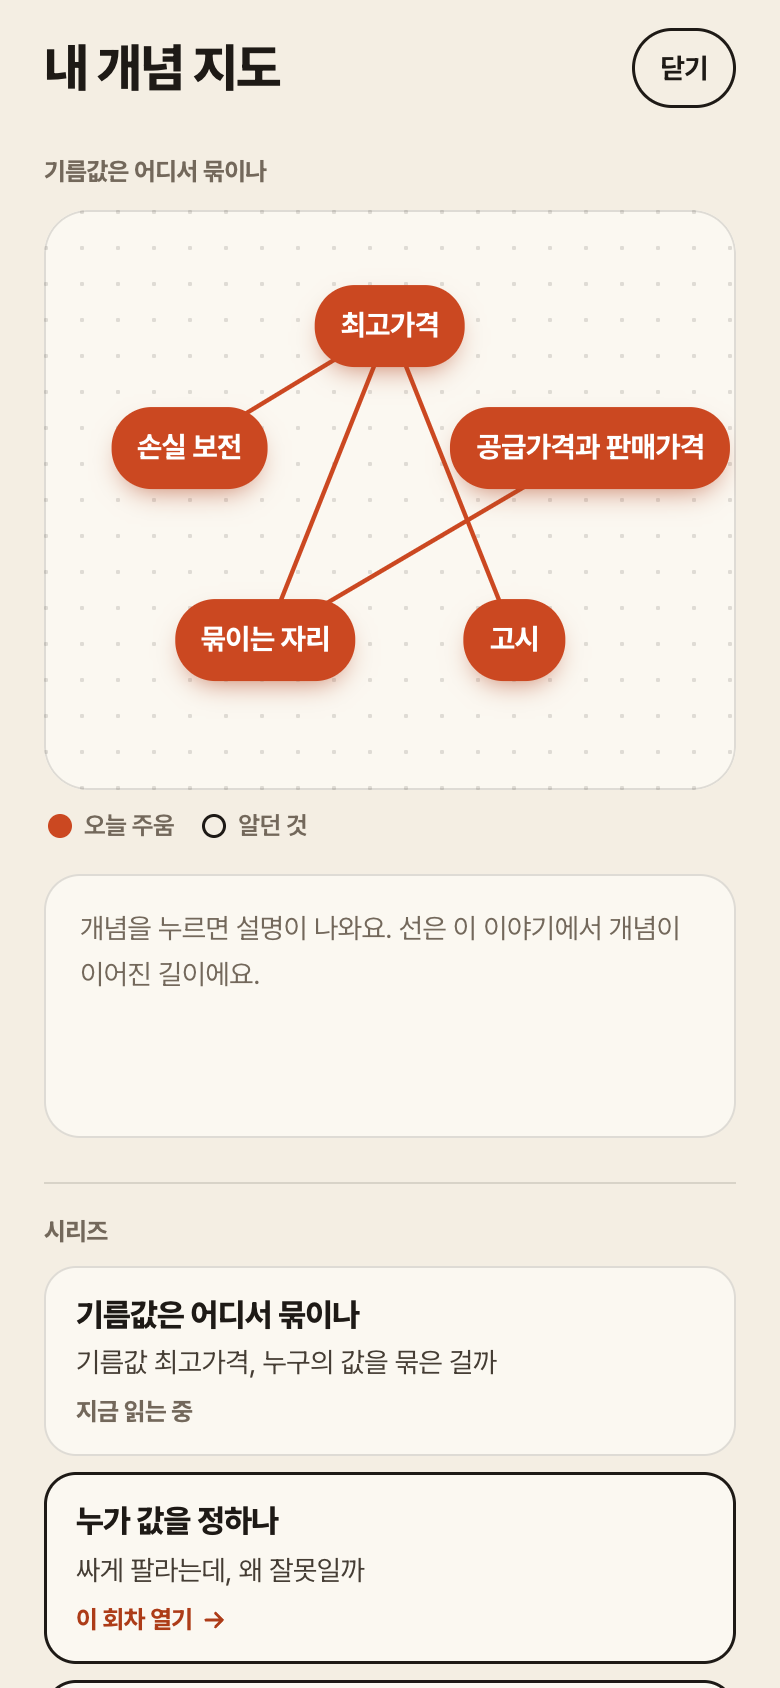 내 개념 지도
닫기
기름값은 어디서 묶이나
최고가격
손실 보전
공급가격과 판매가격
묶이는 자리
고시
오늘 주움
알던 것
개념을 누르면 설명이 나와요. 선은 이 이야기에서 개념이
이어진 길이에요.
시리즈
기름값은 어디서 묶이나
기름값 최고가격, 누구의 값을 묶은 걸까
지금 읽는 중
누가 값을 정하나
싸게 팔라는데, 왜 잘못일까
이 회차 열기 →